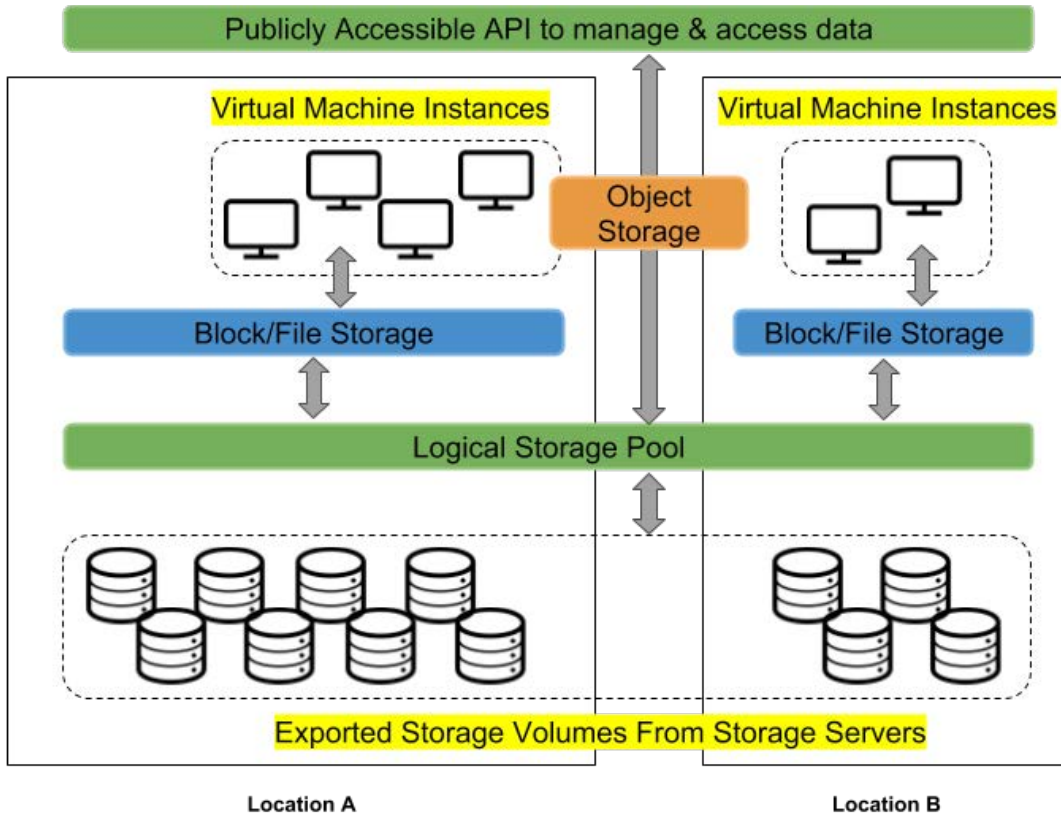 Publicly Accessible API to manage & access data
Virtual Machine Instances
Virtual Machine Instances
Object
Storage
Block/File Storage
Block/File Storage
Logical Storage Pool
Exported Storage Volumes From Storage Servers
Location A
Location B